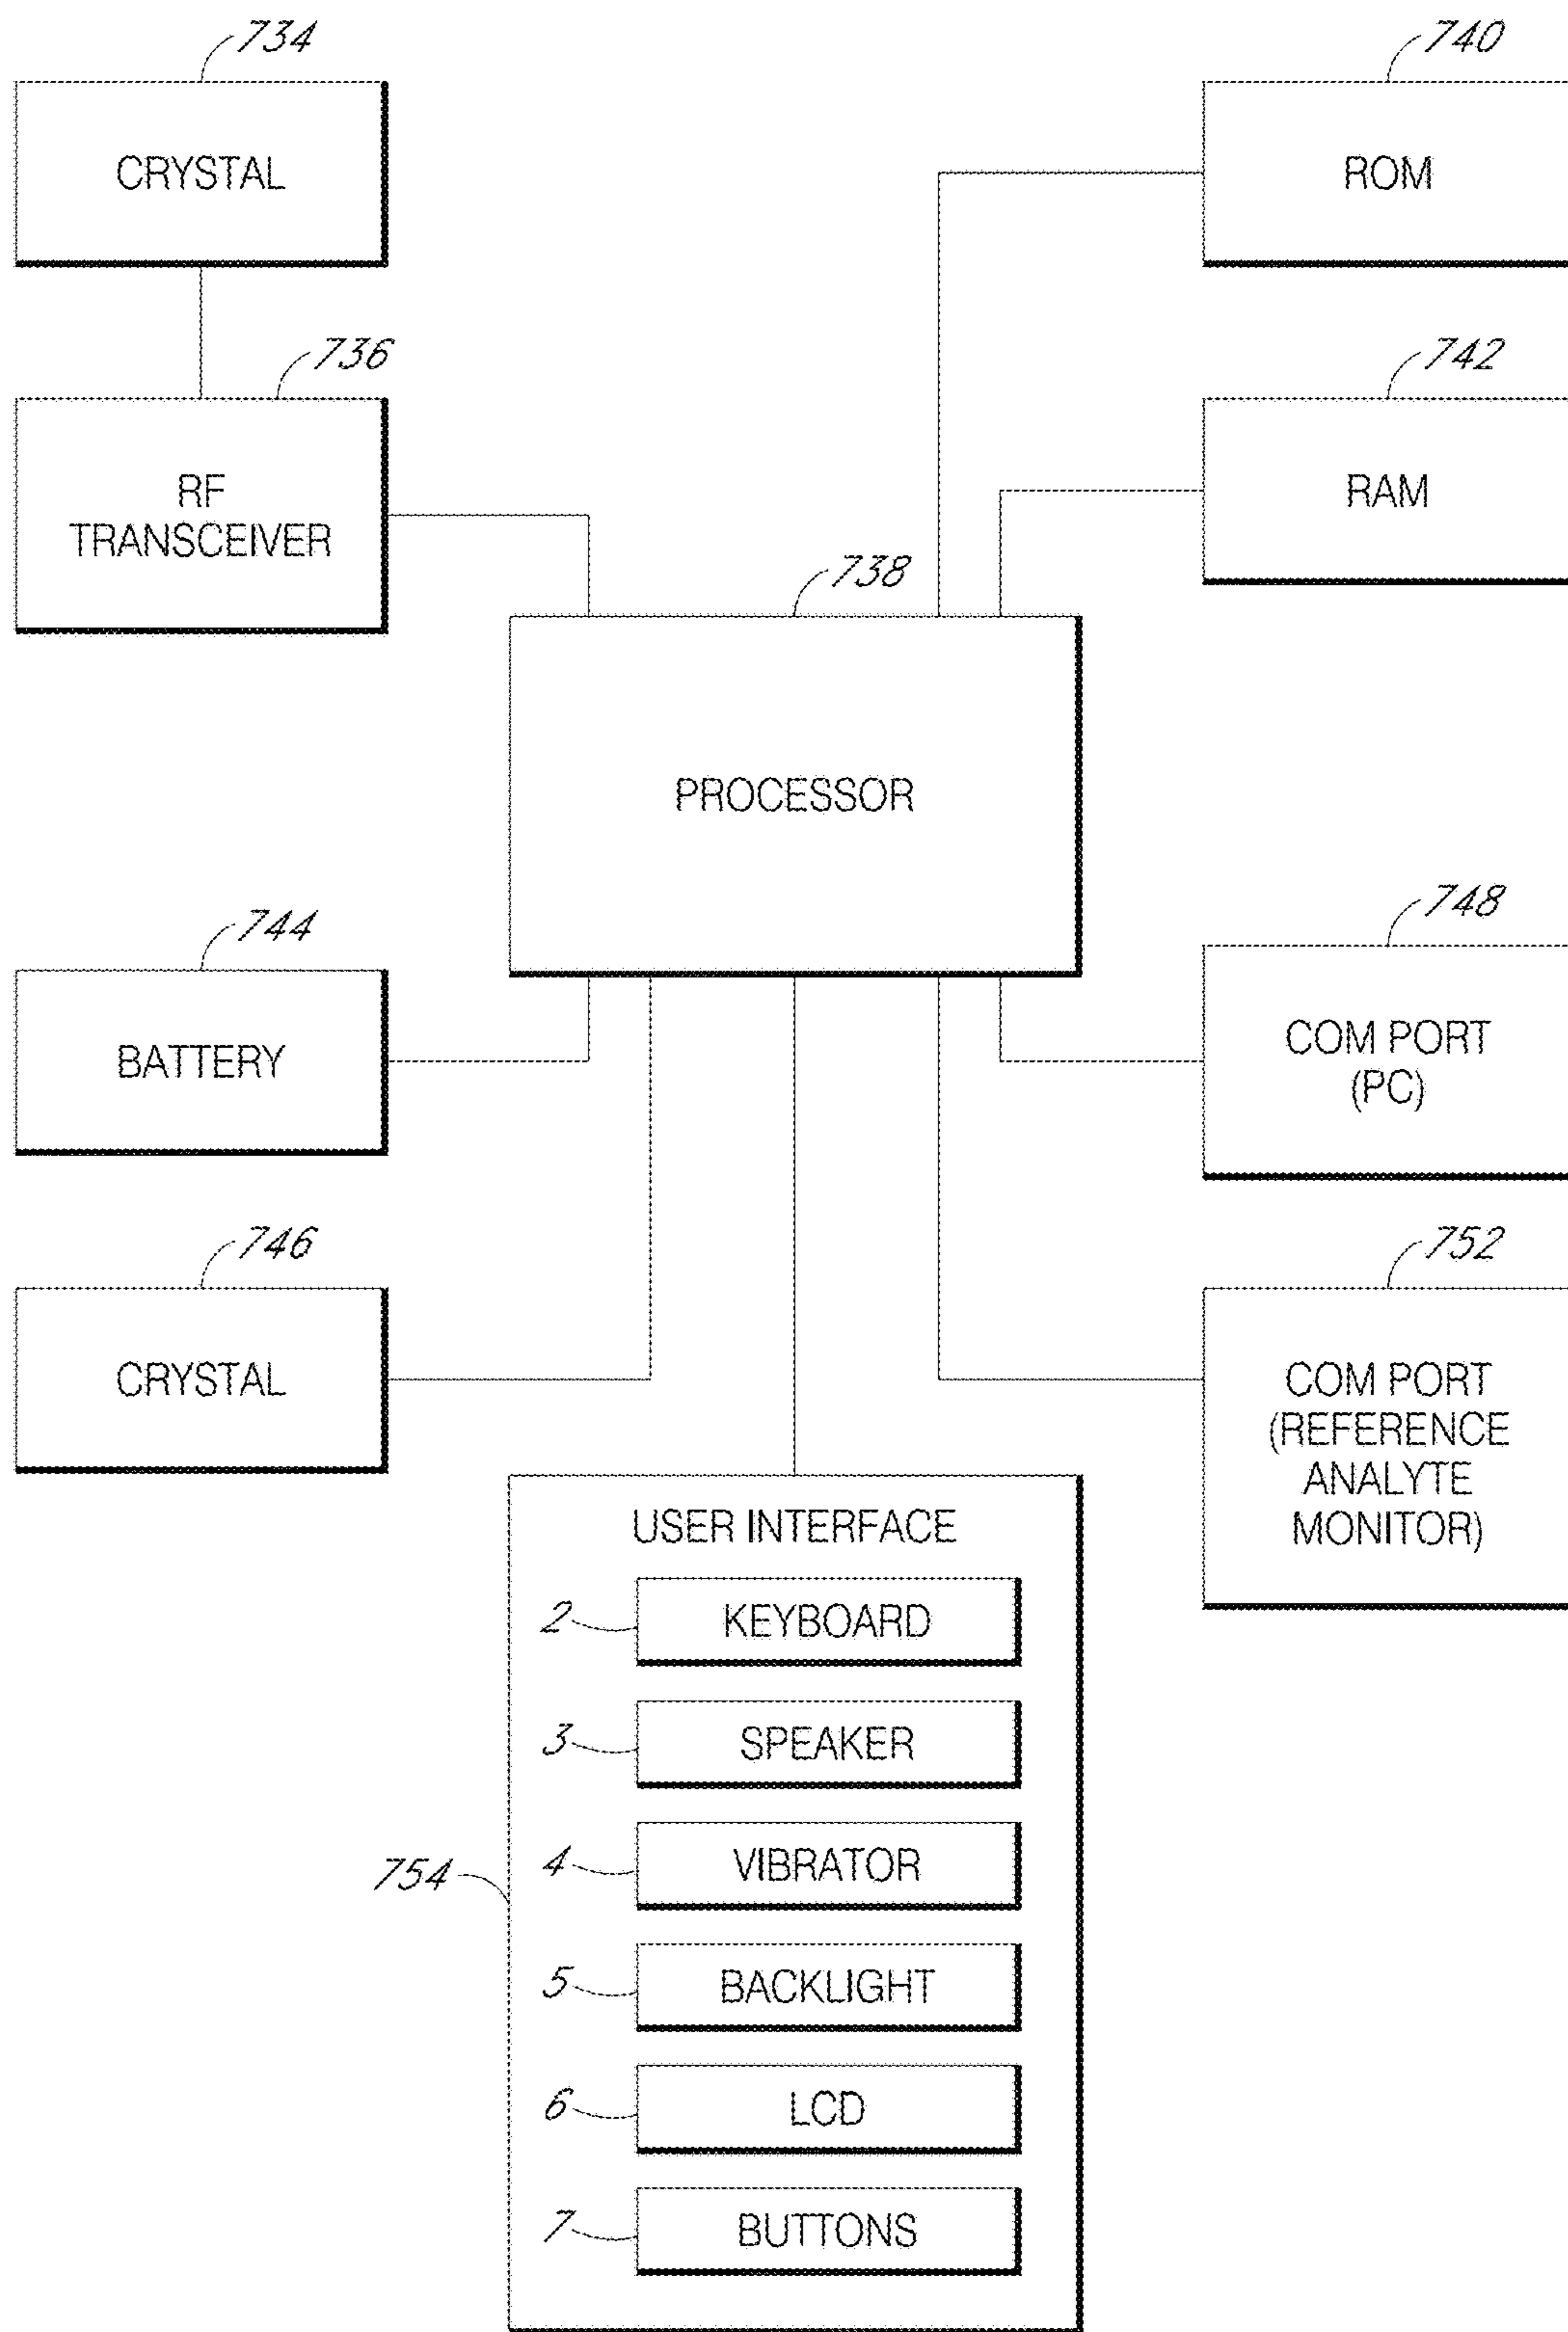 734
CRYSTAL
740
ROM
736
RF
TRANSCEIVER
742
RAM
738
PROCESSOR
744
BATTERY
748
COM PORT
(PC)
746
CRYSTAL
752
COM PORT
(REFERENCE
ANALYTE
MONITOR)
754
USER INTERFACE
2
KEYBOARD
3
SPEAKER
4
VIBRATOR
5
BACKLIGHT
6
LCD
7
BUTTONS